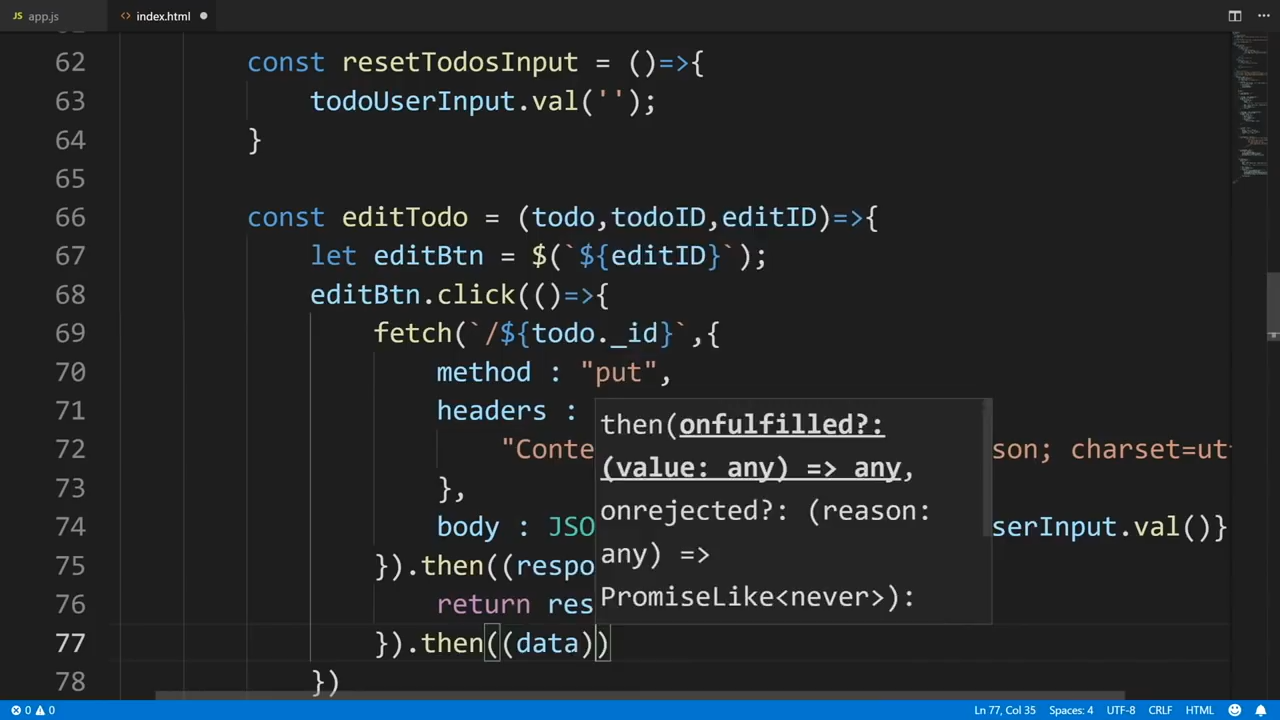 app.js index.html
62 const resetTodosInput = ()=>{
63 todoUserInput.val('');
64 }
65
66 const editTodo = (todo,todoID,editID)=>{
67 let editBtn = $(`${editID}`);
68 editBtn.click(()=>{
69 fetch(`/${todo._id}`,{
70 method : "put",
71 headers :
then(onfulfilled?:
72 "Conte son; charset=ut
(value: any) => any,
73 },
onrejected?: (reason:
74 body : JSO serInput.val()}
any) =>
75 }).then((respo
PromiseLike<never>):
76 return res
77 }).then((data))
78 })
0 0 Ln 77, Col 35 Spaces: 4 UTF-8 CRLF HTML